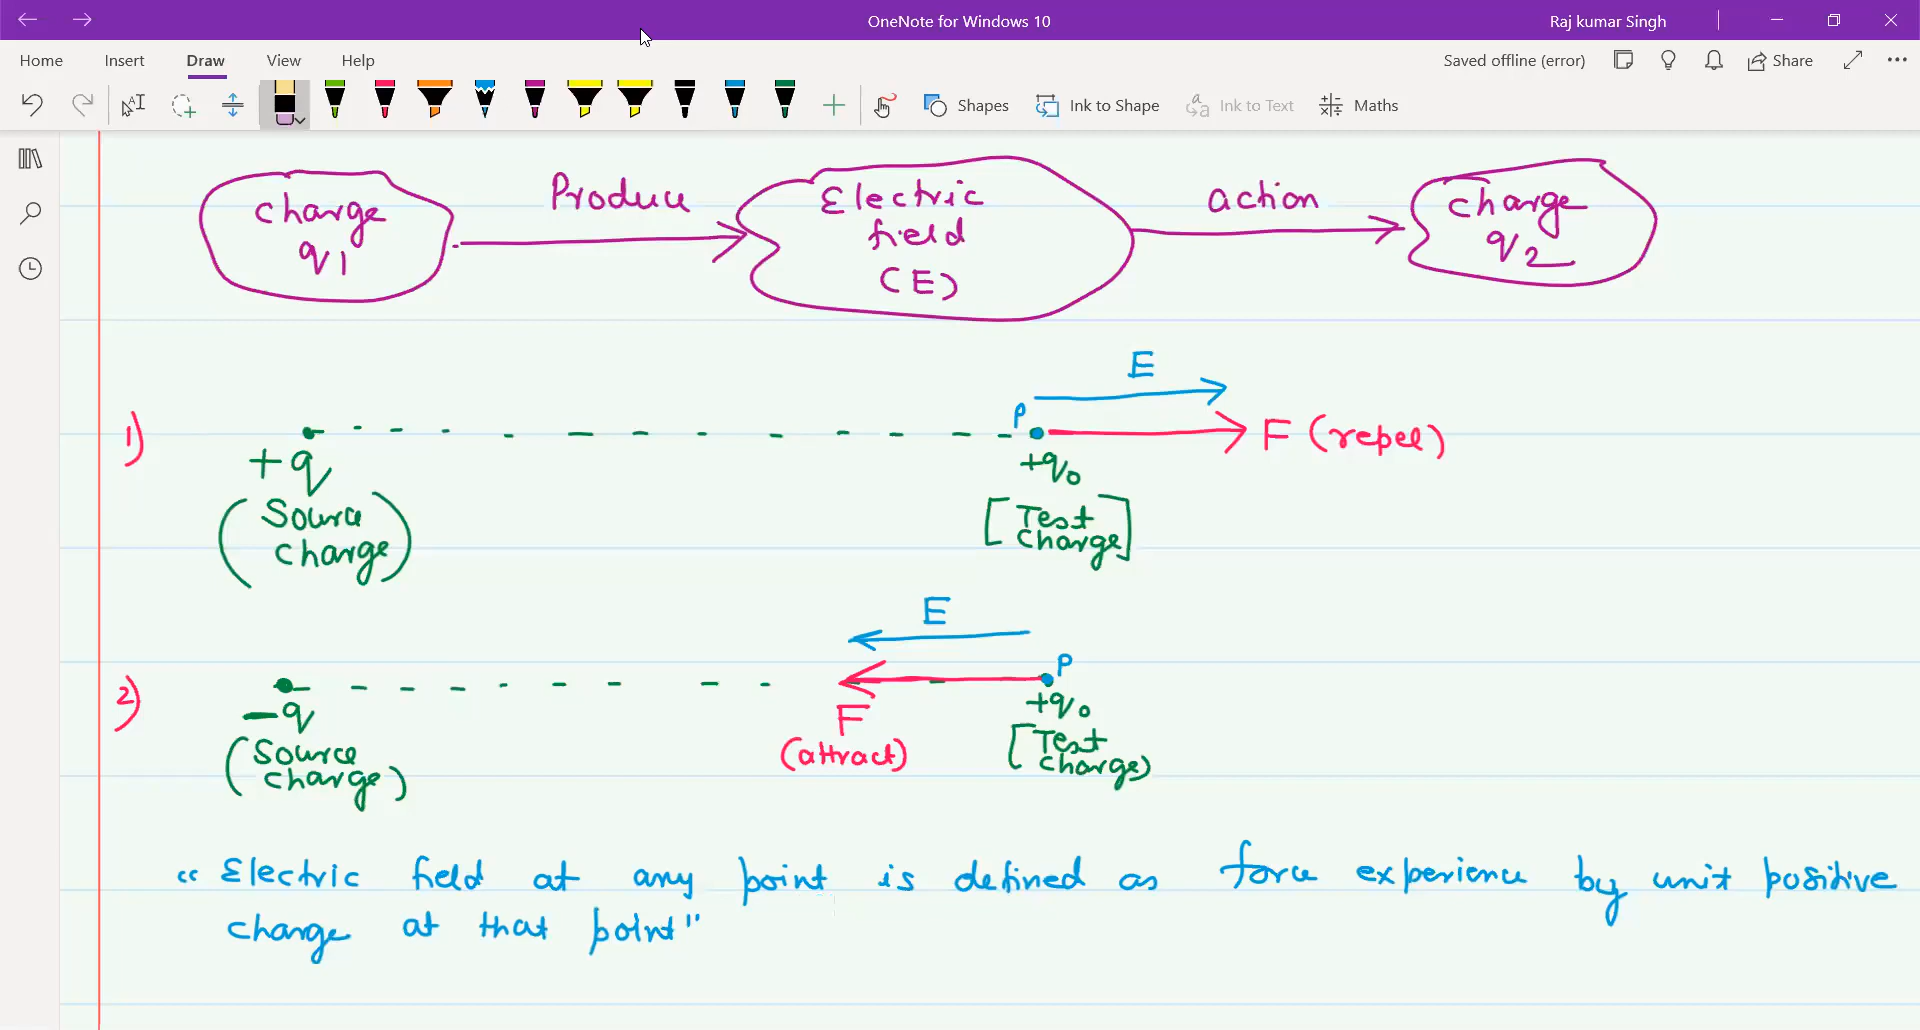 OneNote for Windows 10
Raj kumar Singh
Home Insert Draw View Help
Saved offline (error)
Share
Shapes
Ink to Shape
Ink to Text
Maths
charge
q1
Produce
Electric
field
(E)
action
charge
q2
E
1)
P
F (repel)
+q
+q0
(Source
charge)
[Test
charge]
E
2)
P
-q
+q0
F
(attract)
(Source
charge)
[Test
charge)
“ Electric field at any point is defined as force experience by unit positive
charge at that point"